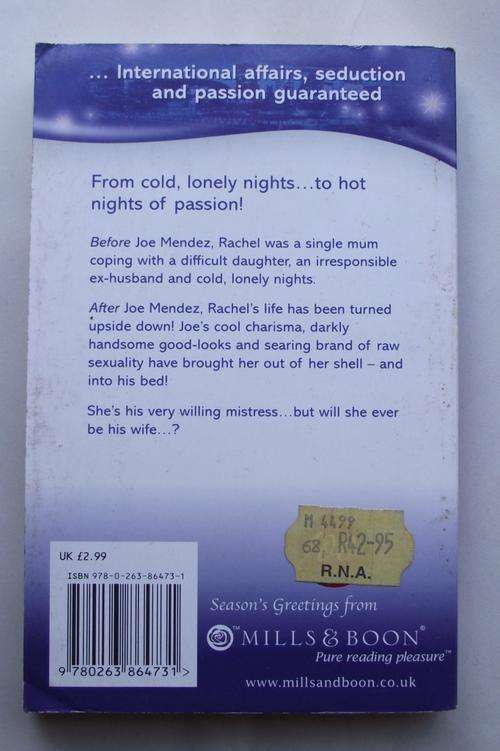 ... International affairs, seduction
and passion guaranteed
From cold, lonely nights...to hot
nights of passion!
Before Joe Mendez, Rachel was a single mum
coping with a difficult daughter, an irresponsible
ex-husband and cold, lonely nights.
After Joe Mendez, Rachel's life has been turned
upside down! Joe's cool charisma, darkly
handsome good-looks and searing brand of raw
sexuality have brought her out of her shell – and
into his bed!
She's his very willing mistress...but will she ever
be his wife...?
M 4499
68 R42-95
R.N.A.
UK £2.99
ISBN 978-0-263-86473-1
9 780263 864731 >
Season's Greetings from
™ MILLS & BOON®
Pure reading pleasure™
www.millsandboon.co.uk